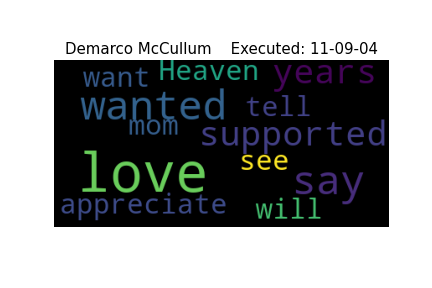 Demarco McCullum    Executed: 11-09-04
want Heaven years
wanted tell
mom supported
love see say
appreciate will